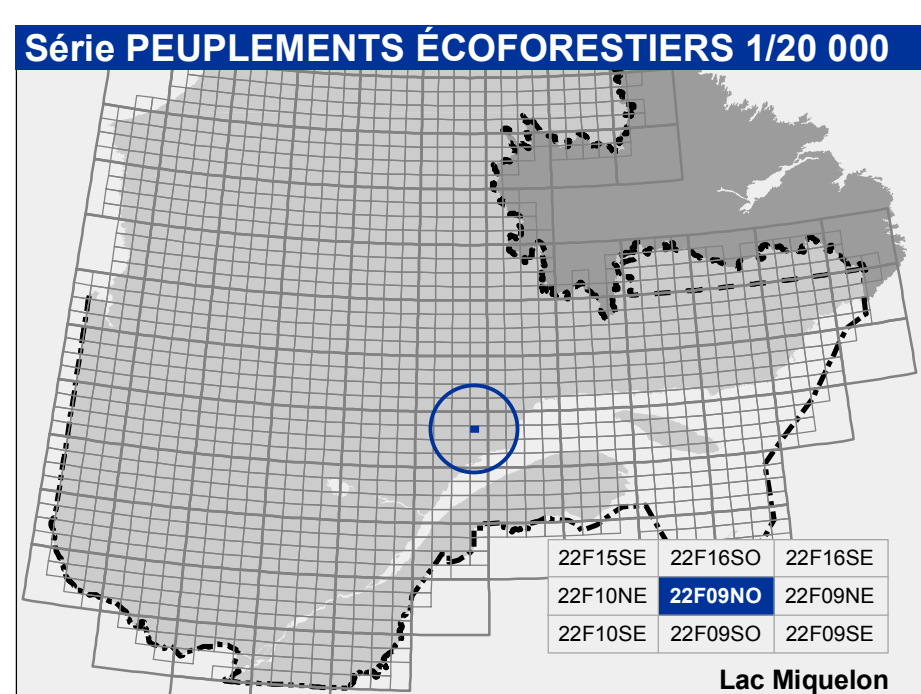 Série PEUPLEMENTS ÉCOFORESTIERS 1/20 000
22F15SE 22F16SO 22F16SE
22F10NE 22F09NO 22F09NE
22F10SE 22F09SO 22F09SE
Lac Miquelon